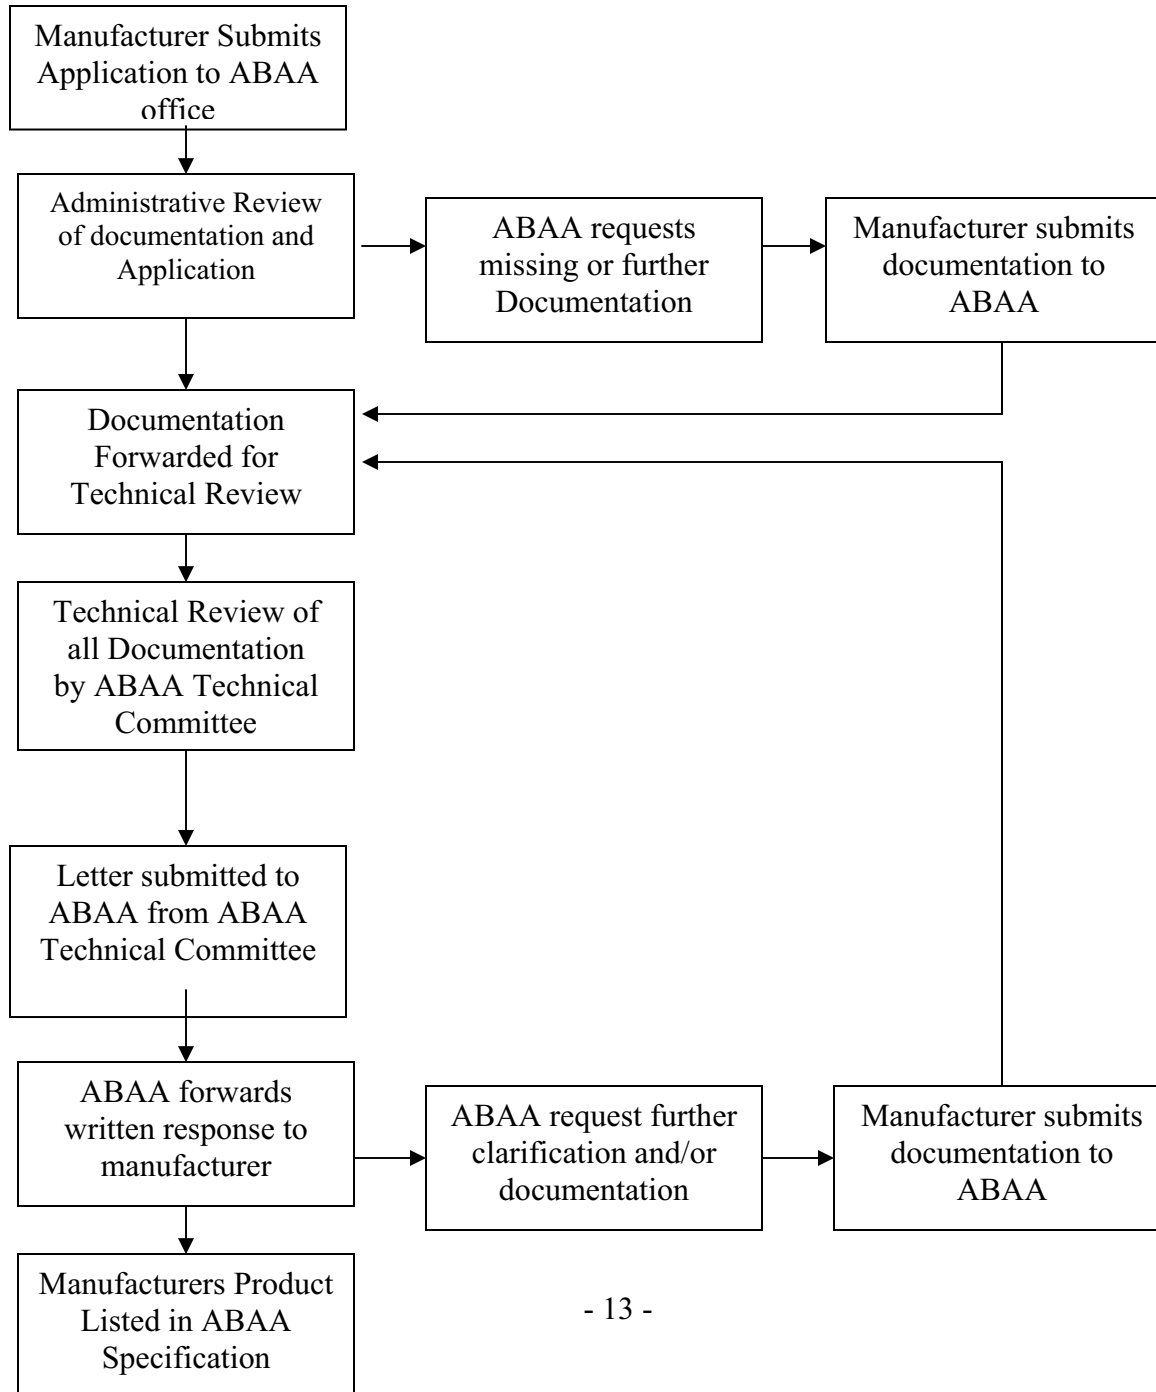 Manufacturer Submits
Application to ABAA
office
Administrative Review
of documentation and
Application
ABAA requests
missing or further
Documentation
Manufacturer submits
documentation to
ABAA
Documentation
Forwarded for
Technical Review
Technical Review of
all Documentation
by ABAA Technical
Committee
Letter submitted to
ABAA from ABAA
Technical Committee
ABAA forwards
written response to
manufacturer
ABAA request further
clarification and/or
documentation
Manufacturer submits
documentation to
ABAA
Manufacturers Product
Listed in ABAA
Specification
- 13 -